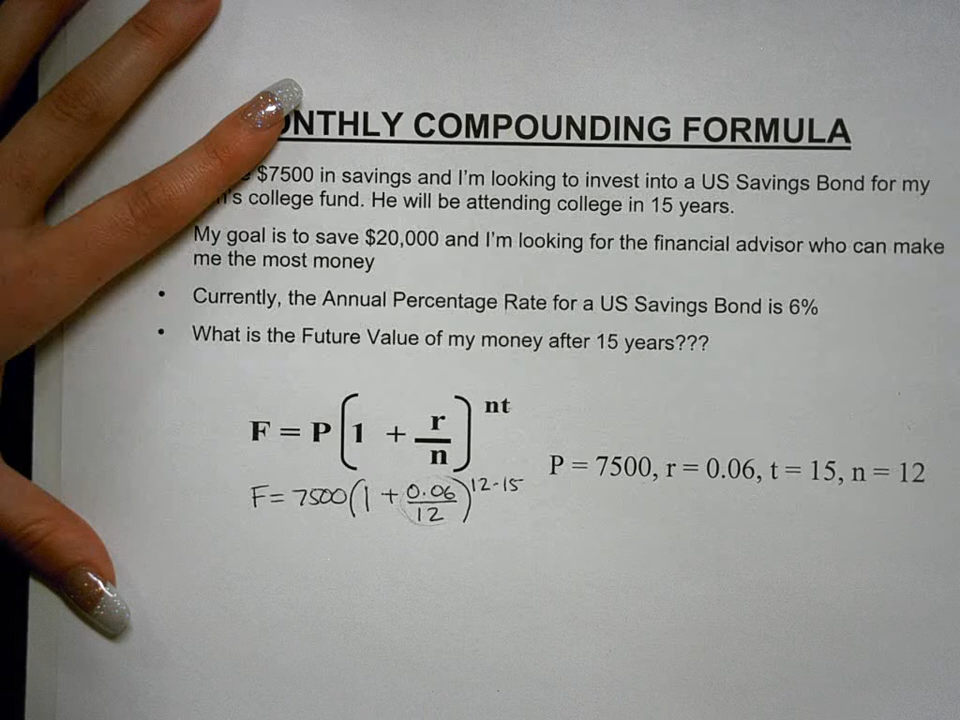 ONTHLY COMPOUNDING FORMULA
$7500 in savings and I'm looking to invest into a US Savings Bond for my
's college fund. He will be attending college in 15 years.
My goal is to save $20,000 and I'm looking for the financial advisor who can make
me the most money
• Currently, the Annual Percentage Rate for a US Savings Bond is 6%
• What is the Future Value of my money after 15 years???
F = P(1 + r/n)^nt
P = 7500, r = 0.06, t = 15, n = 12
F = 7500(1 + 0.06/12)^12·15